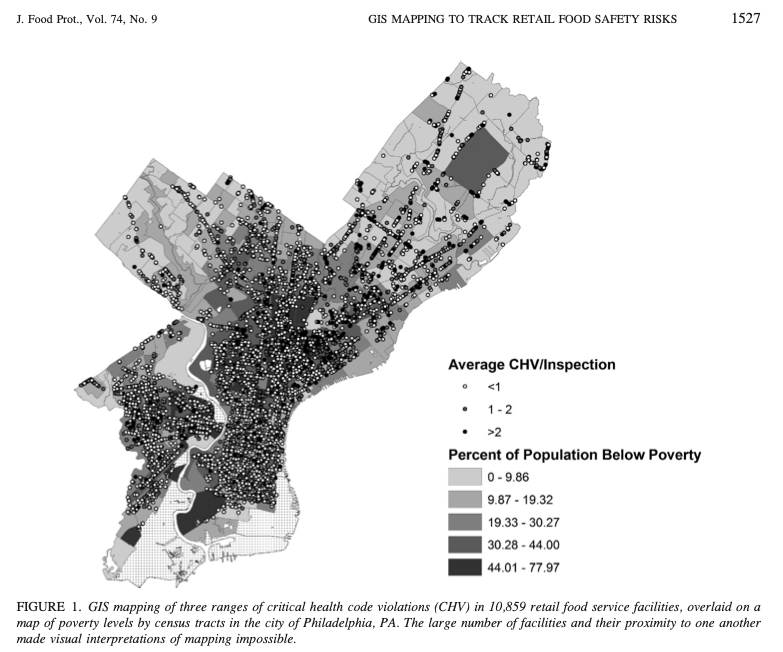 J. Food Prot., Vol. 74, No. 9 GIS MAPPING TO TRACK RETAIL FOOD SAFETY RISKS 1527
Average CHV/Inspection
<1
1 - 2
>2
Percent of Population Below Poverty
0 - 9.86
9.87 - 19.32
19.33 - 30.27
30.28 - 44.00
44.01 - 77.97
FIGURE 1. GIS mapping of three ranges of critical health code violations (CHV) in 10,859 retail food service facilities, overlaid on a
map of poverty levels by census tracts in the city of Philadelphia, PA. The large number of facilities and their proximity to one another
made visual interpretations of mapping impossible.